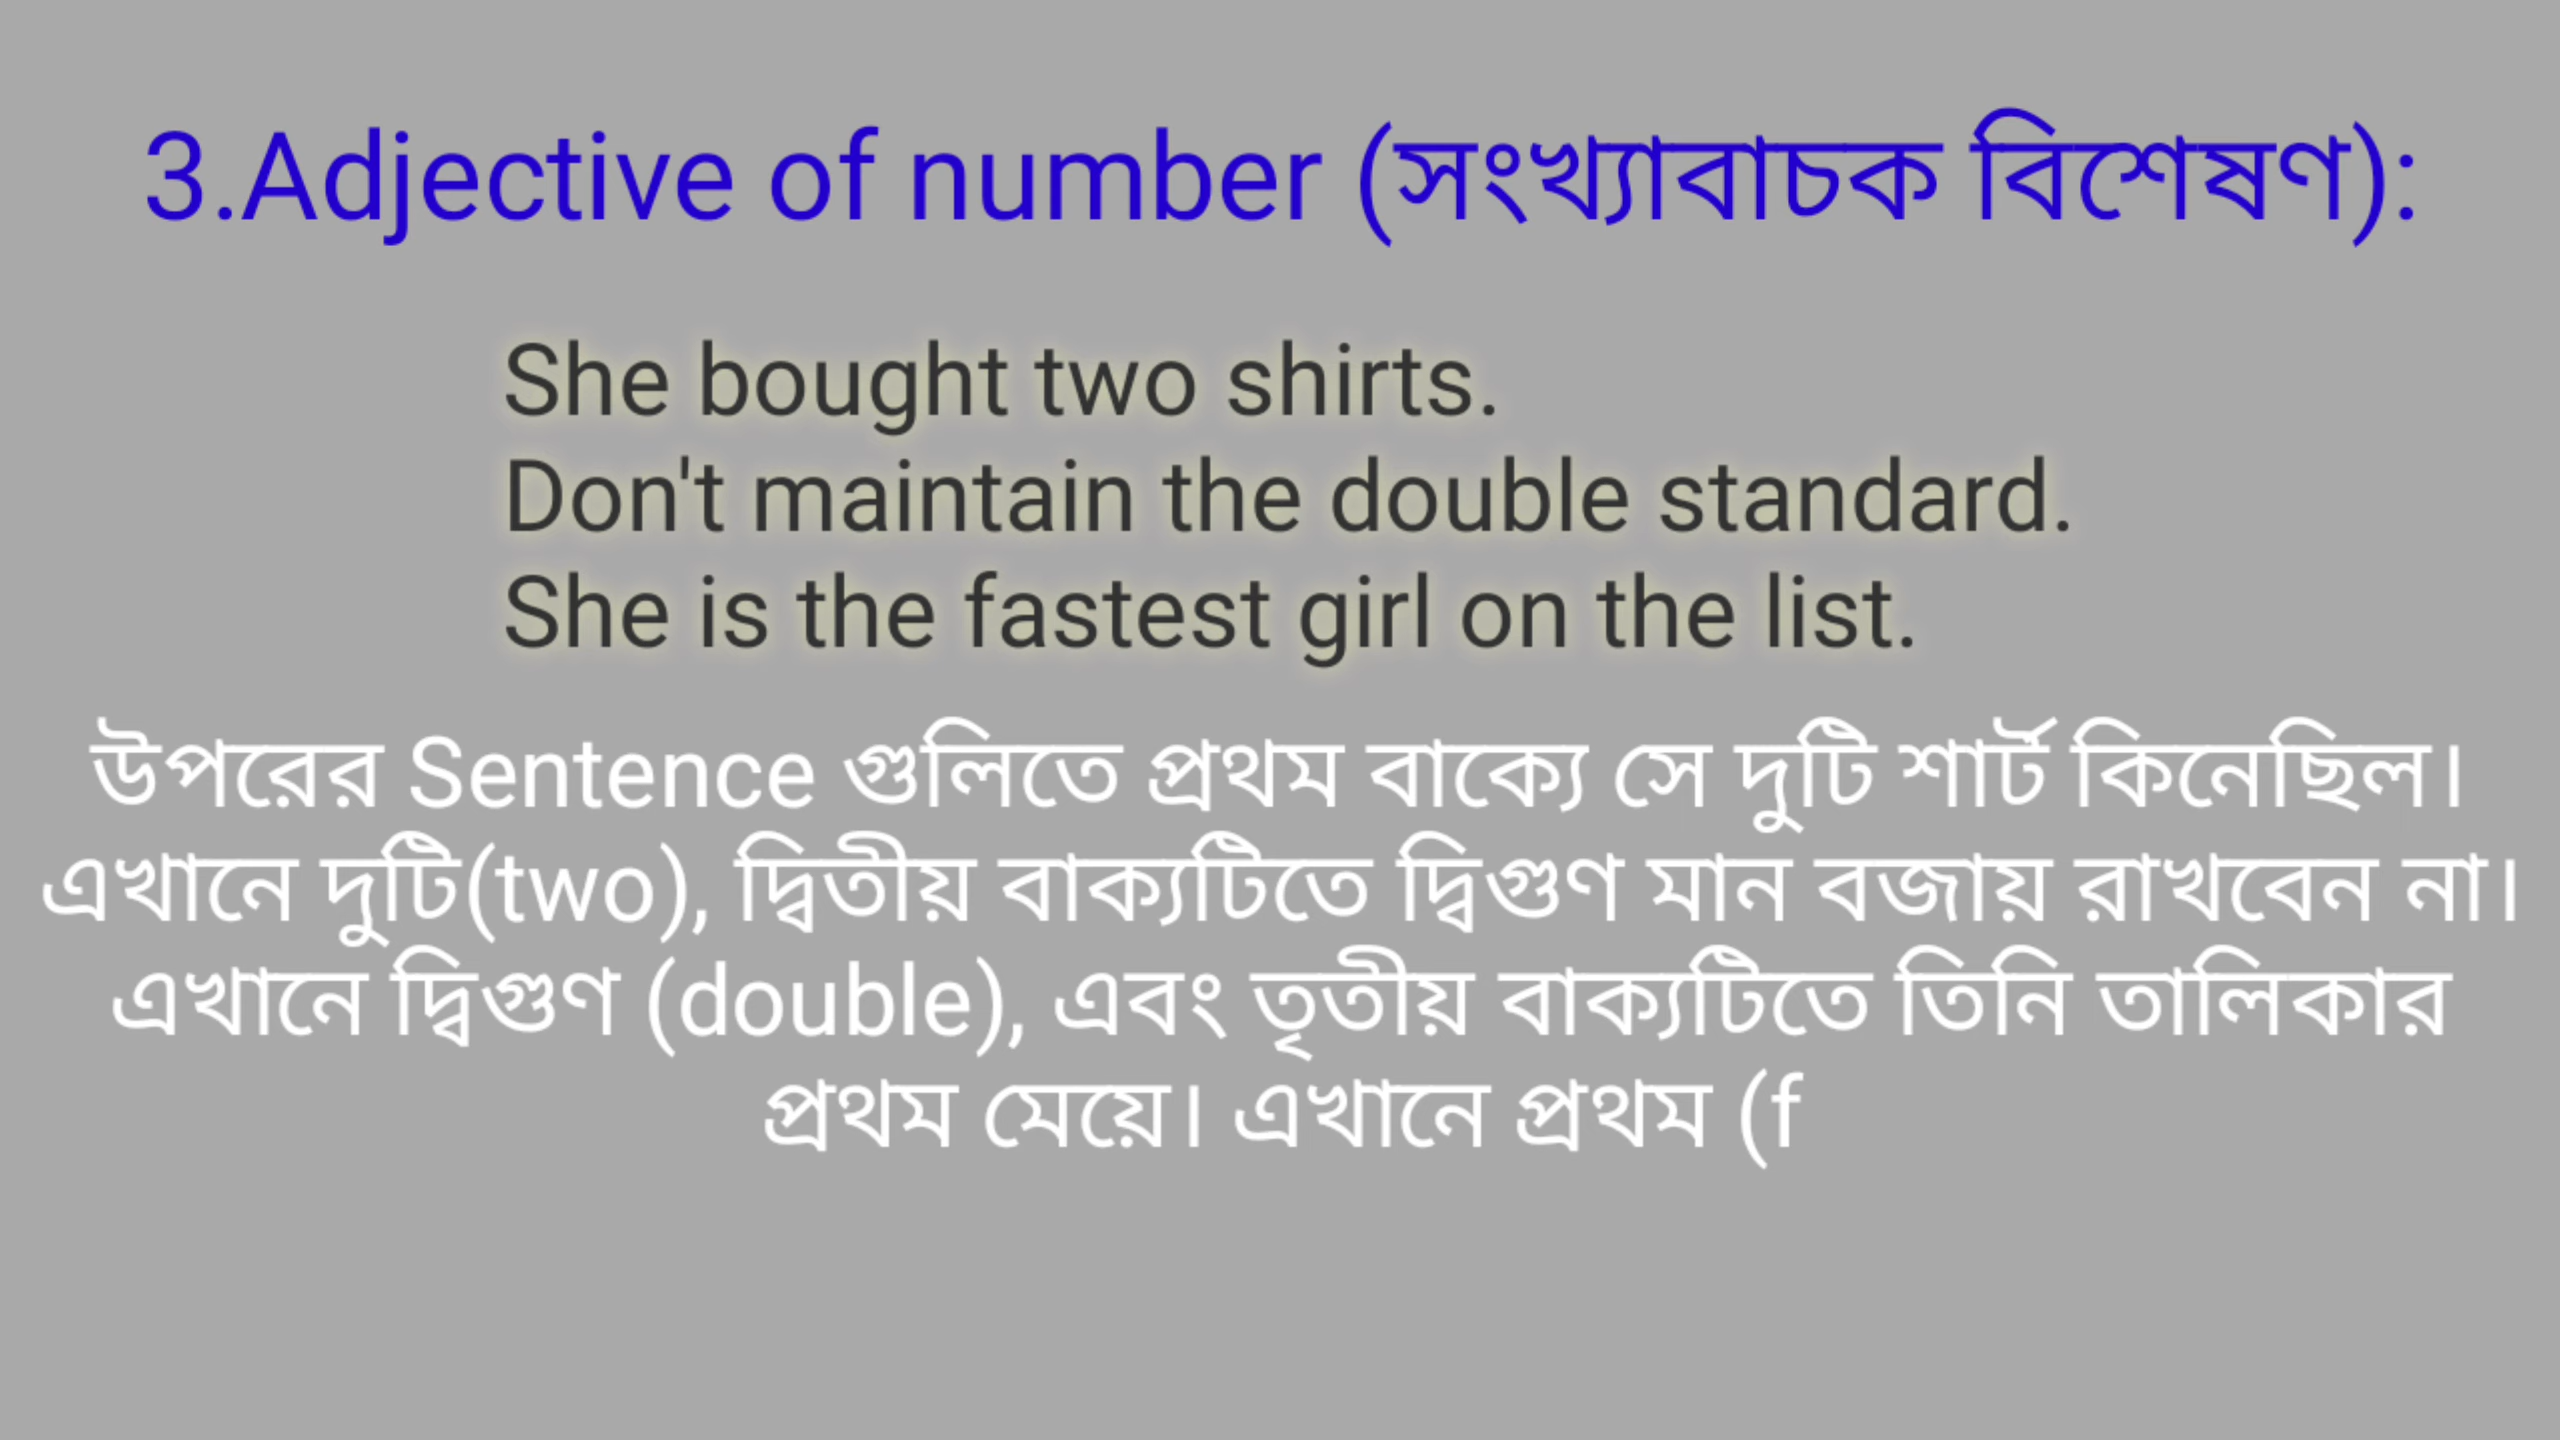 3.Adjective of number (সংখ্যাবাচক বিশেষণ):
She bought two shirts.
Don't maintain the double standard.
She is the fastest girl on the list.
উপরের Sentence গুলিতে প্রথম বাক্যে সে দুটি শার্ট কিনেছিল।
এখানে দুটি(two), দ্বিতীয় বাক্যটিতে দ্বিগুণ মান বজায় রাখবেন না।
এখানে দ্বিগুণ (double), এবং তৃতীয় বাক্যটিতে তিনি তালিকার
প্রথম মেয়ে। এখানে প্রথম (f